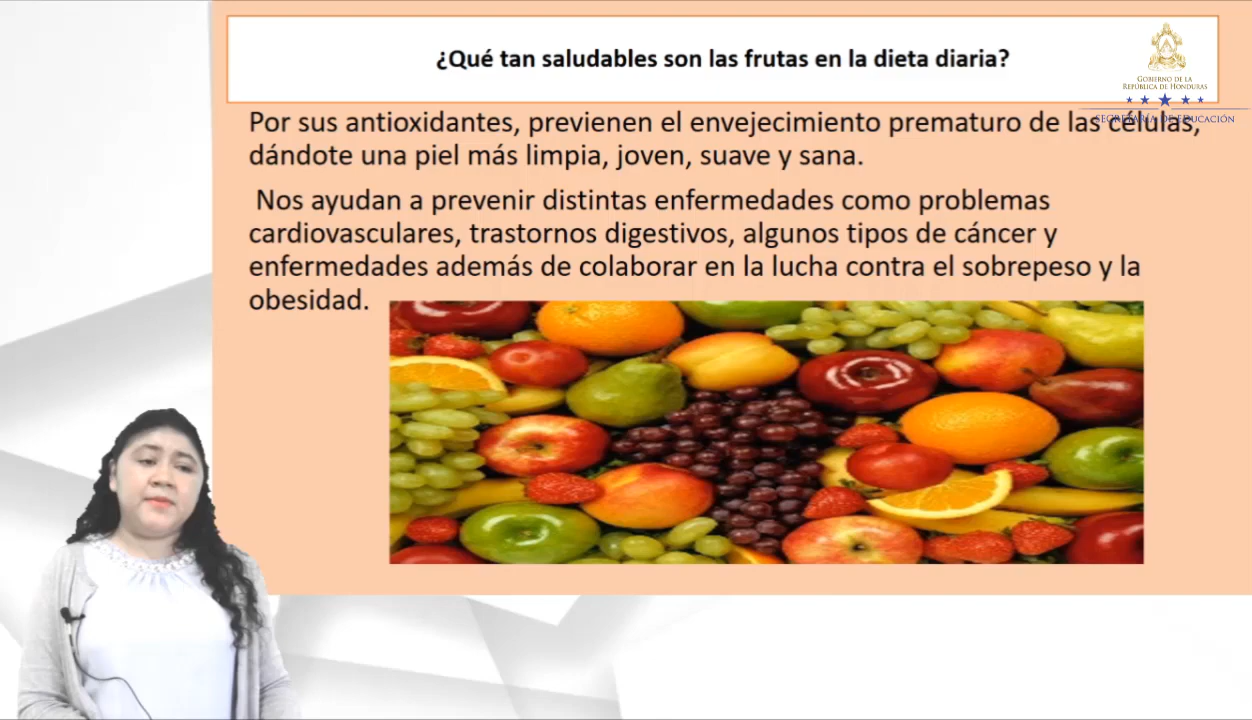 ¿Qué tan saludables son las frutas en la dieta diaria?
GOBIERNO DE LA
REPÚBLICA DE HONDURAS
SECRETARÍA DE EDUCACIÓN
Por sus antioxidantes, previenen el envejecimiento prematuro de las células,
dándote una piel más limpia, joven, suave y sana.
Nos ayudan a prevenir distintas enfermedades como problemas
cardiovasculares, trastornos digestivos, algunos tipos de cáncer y
enfermedades además de colaborar en la lucha contra el sobrepeso y la
obesidad.